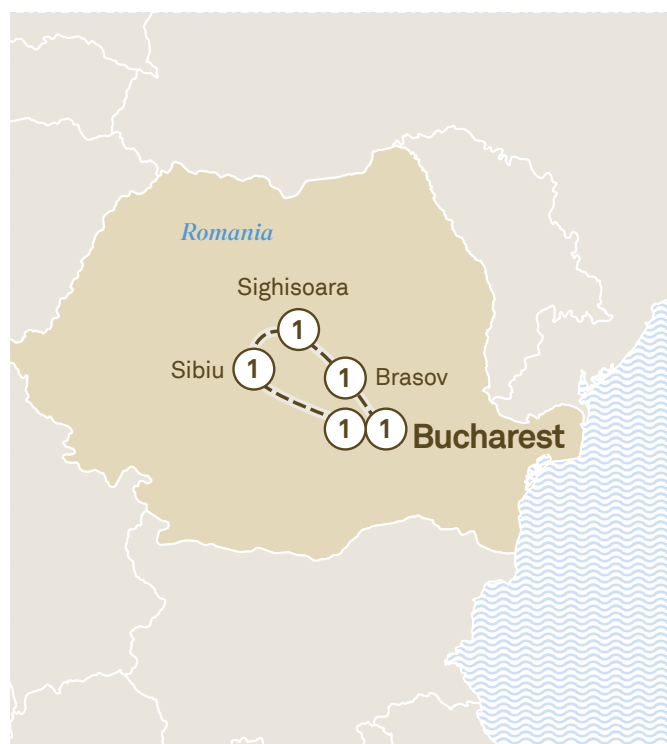 Romania
Sighisoara
1
Sibiu 1
1 Brasov
1 1 Bucharest